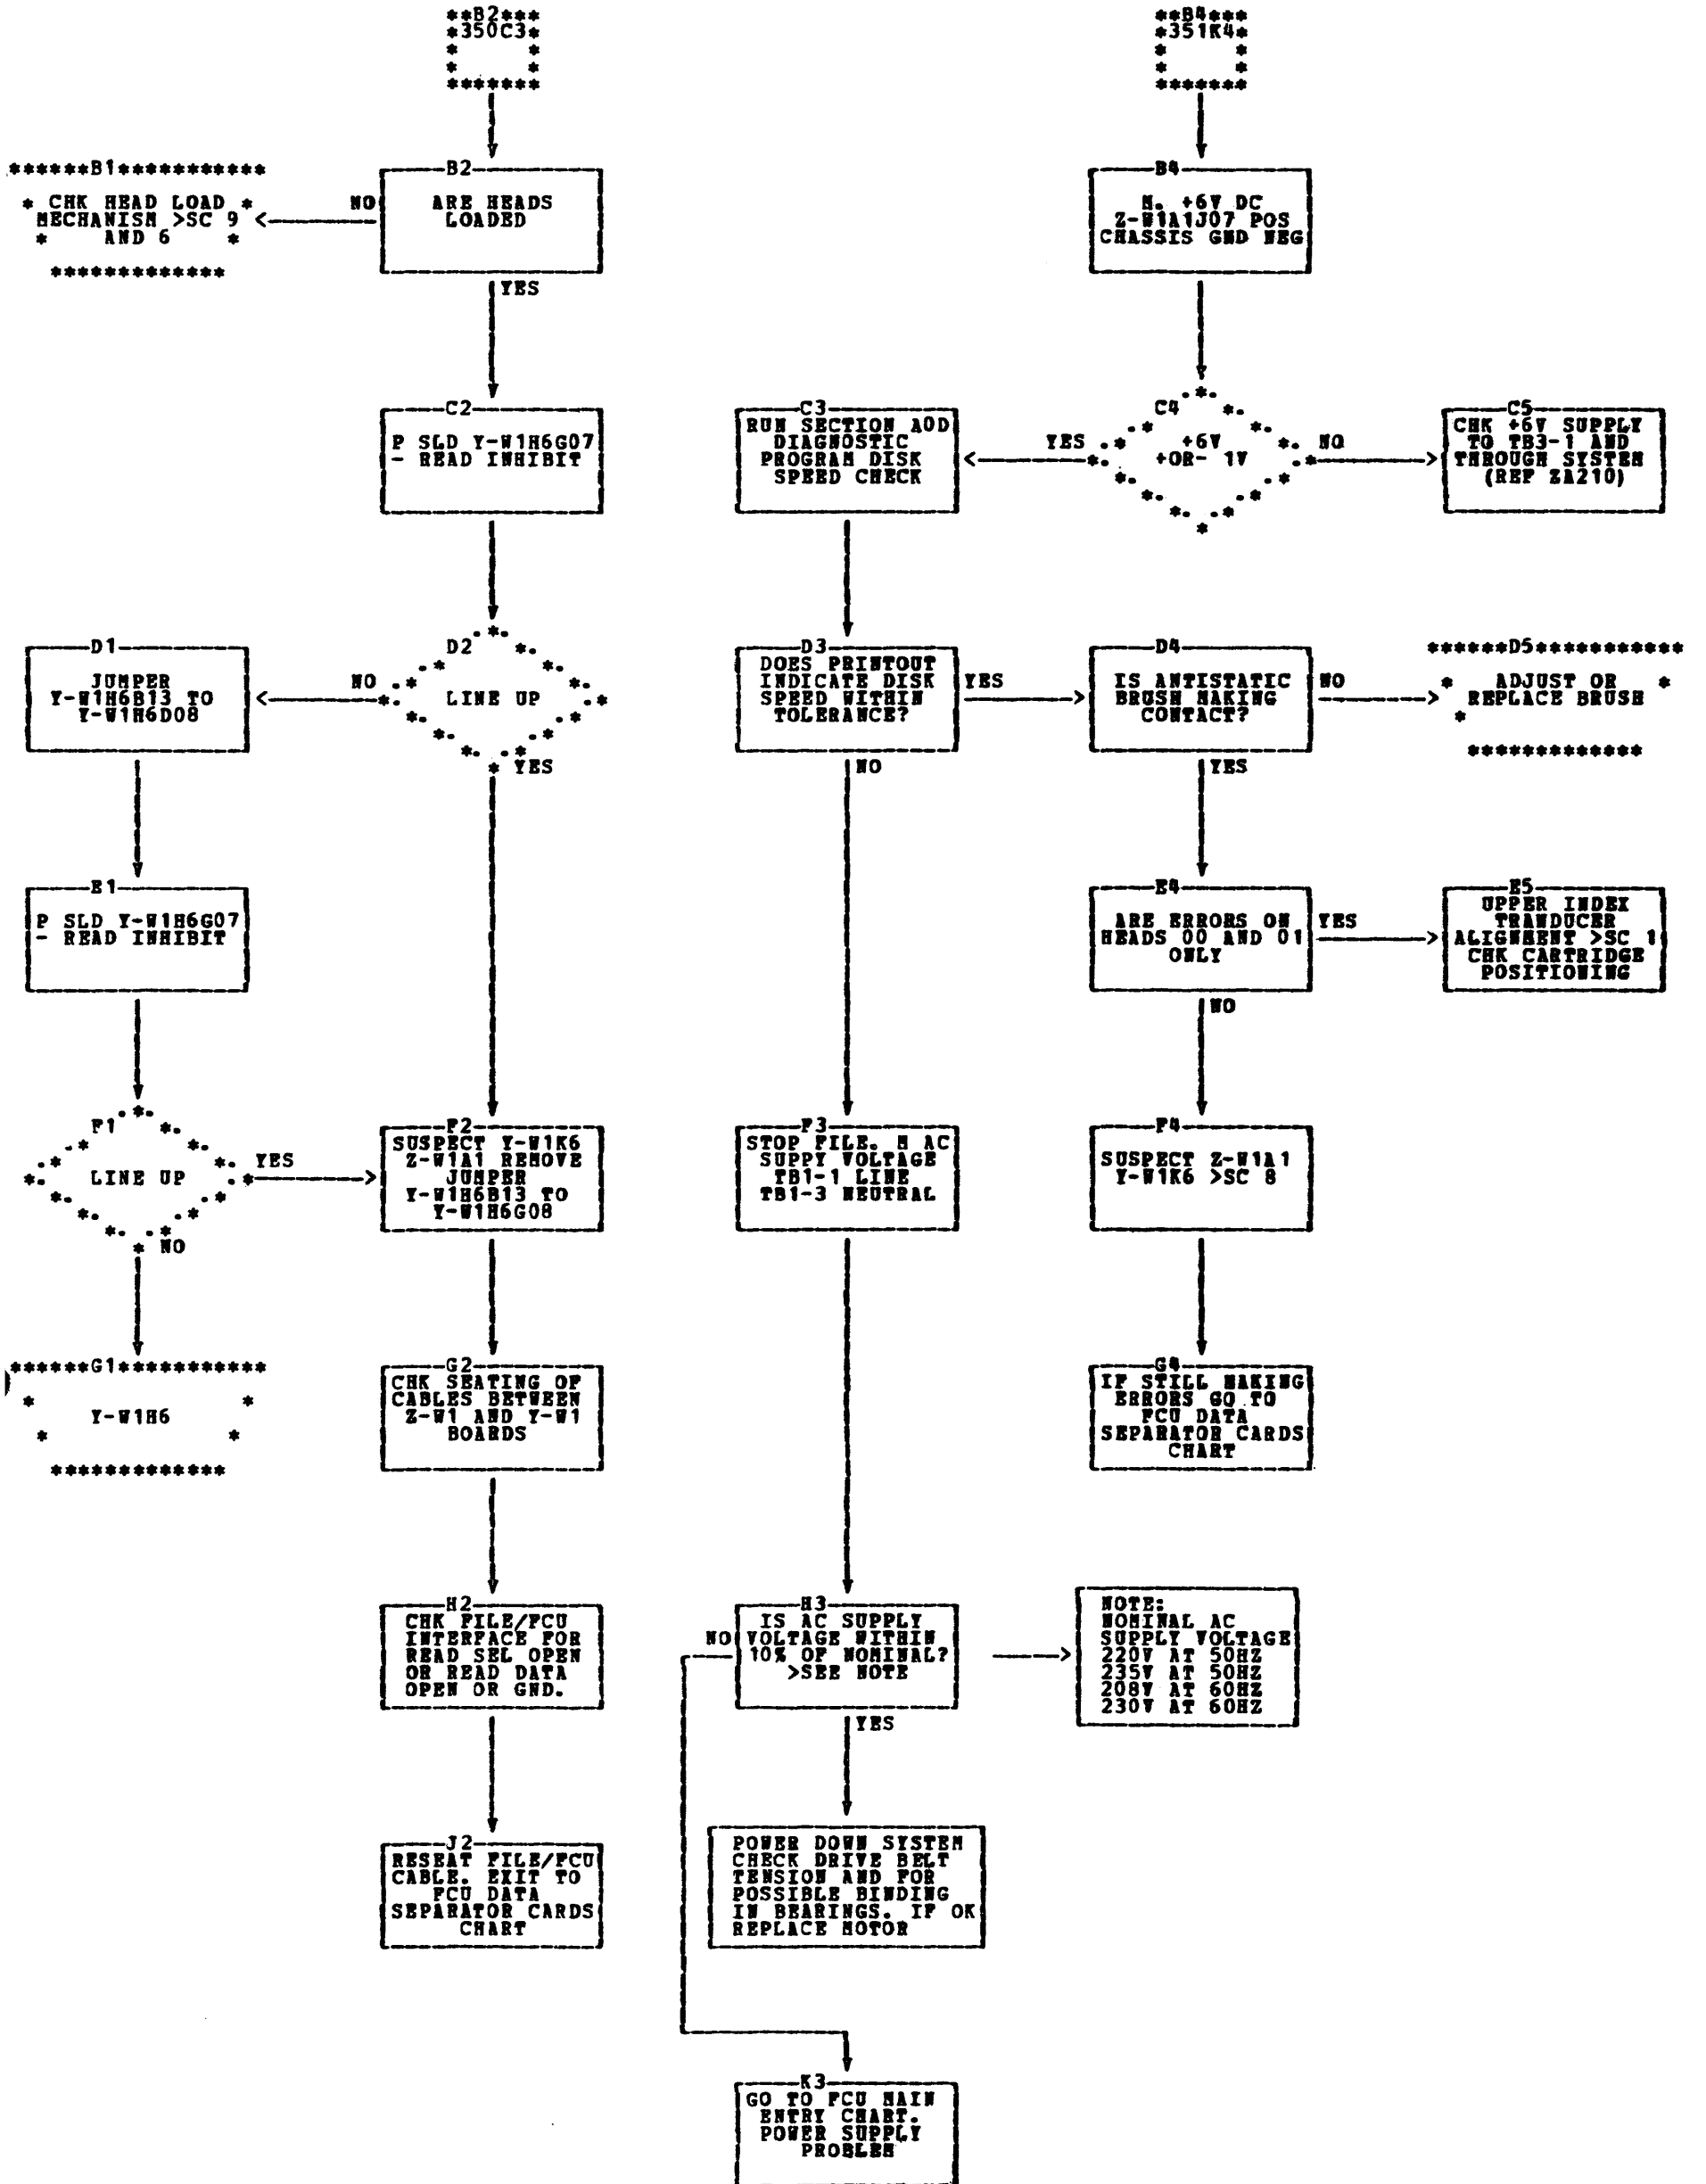 **B2***
*350C3*
* *
* *
*******
**B4***
*351K4*
* *
* *
*******
******B1***********
* CHK HEAD LOAD *
MECHANISM >SC 9
* AND 6 *
*************
NO
B2
ARE HEADS
LOADED
YES
B4
M. +6V DC
Z-W1A1J07 POS
CHASSIS GND NEG
C2
P SLD Y-W1H6G07
- READ INHIBIT
C3
RUN SECTION AOD
DIAGNOSTIC
PROGRAM DISK
SPEED CHECK
YES
C4
+6V
+OR- 1V
NO
C5
CHK +6V SUPPLY
TO TB3-1 AND
THROUGH SYSTEM
(REF ZA210)
D1
JUMPER
Y-W1H6B13 TO
Y-W1H6D08
NO
D2
LINE UP
YES
D3
DOES PRINTOUT
INDICATE DISK
SPEED WITHIN
TOLERANCE?
YES
NO
D4
IS ANTISTATIC
BRUSH MAKING
CONTACT?
NO
YES
******D5***********
* ADJUST OR *
REPLACE BRUSH
*
*************
E1
P SLD Y-W1H6G07
- READ INHIBIT
E4
ARE ERRORS ON
HEADS 00 AND 01
ONLY
YES
NO
E5
UPPER INDEX
TRANDUCER
ALIGNMENT >SC 1
CHK CARTRIDGE
POSITIONING
F1
LINE UP
YES
NO
F2
SUSPECT Y-W1K6
Z-W1A1 REMOVE
JUMPER
Y-W1H6B13 TO
Y-W1H6G08
F3
STOP FILE. M AC
SUPPY VOLTAGE
TB1-1 LINE
TB1-3 NEUTRAL
F4
SUSPECT Z-W1A1
Y-W1K6 >SC 8
******G1***********
* *
Y-W1H6
* *
*************
G2
CHK SEATING OF
CABLES BETWEEN
Z-W1 AND Y-W1
BOARDS
G4
IF STILL MAKING
ERRORS GO TO
FCU DATA
SEPARATOR CARDS
CHART
H2
CHK FILE/FCU
INTERFACE FOR
READ SEL OPEN
OR READ DATA
OPEN OR GND.
NO
H3
IS AC SUPPLY
VOLTAGE WITHIN
10% OF NOMINAL?
>SEE NOTE
YES
NOTE:
NOMINAL AC
SUPPLY VOLTAGE
220V AT 50HZ
235V AT 50HZ
208V AT 60HZ
230V AT 60HZ
J2
RESEAT FILE/FCU
CABLE. EXIT TO
FCU DATA
SEPARATOR CARDS
CHART
POWER DOWN SYSTEM
CHECK DRIVE BELT
TENSION AND FOR
POSSIBLE BINDING
IN BEARINGS. IF OK
REPLACE MOTOR
K3
GO TO FCU MAIN
ENTRY CHART.
POWER SUPPLY
PROBLEM